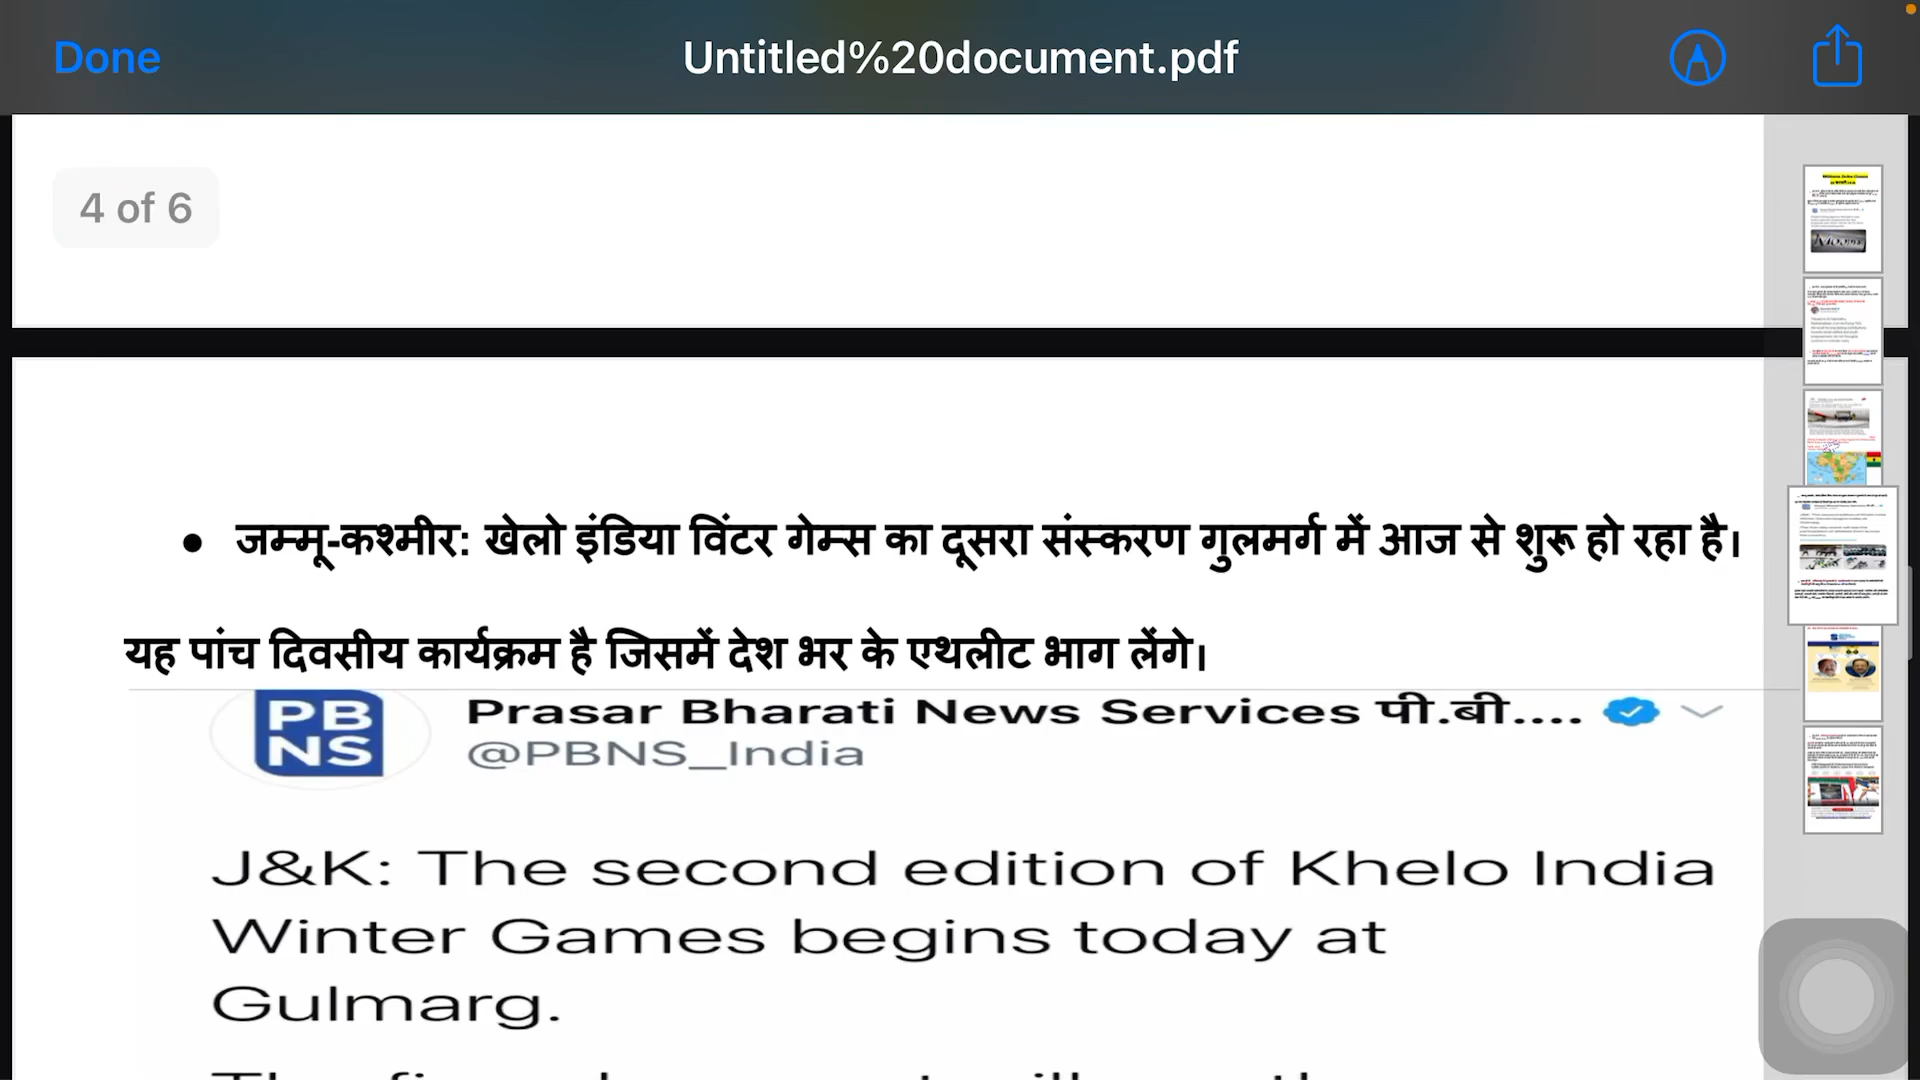 Done
Untitled%20document.pdf
4 of 6
• जम्मू-कश्मीर: खेलो इंडिया विंटर गेम्स का दूसरा संस्करण गुलमर्ग में आज से शुरू हो रहा है।
यह पांच दिवसीय कार्यक्रम है जिसमें देश भर के एथलीट भाग लेंगे।
PB
NS
Prasar Bharati News Services पी.बी....
@PBNS_India
J&K: The second edition of Khelo India
Winter Games begins today at
Gulmarg.